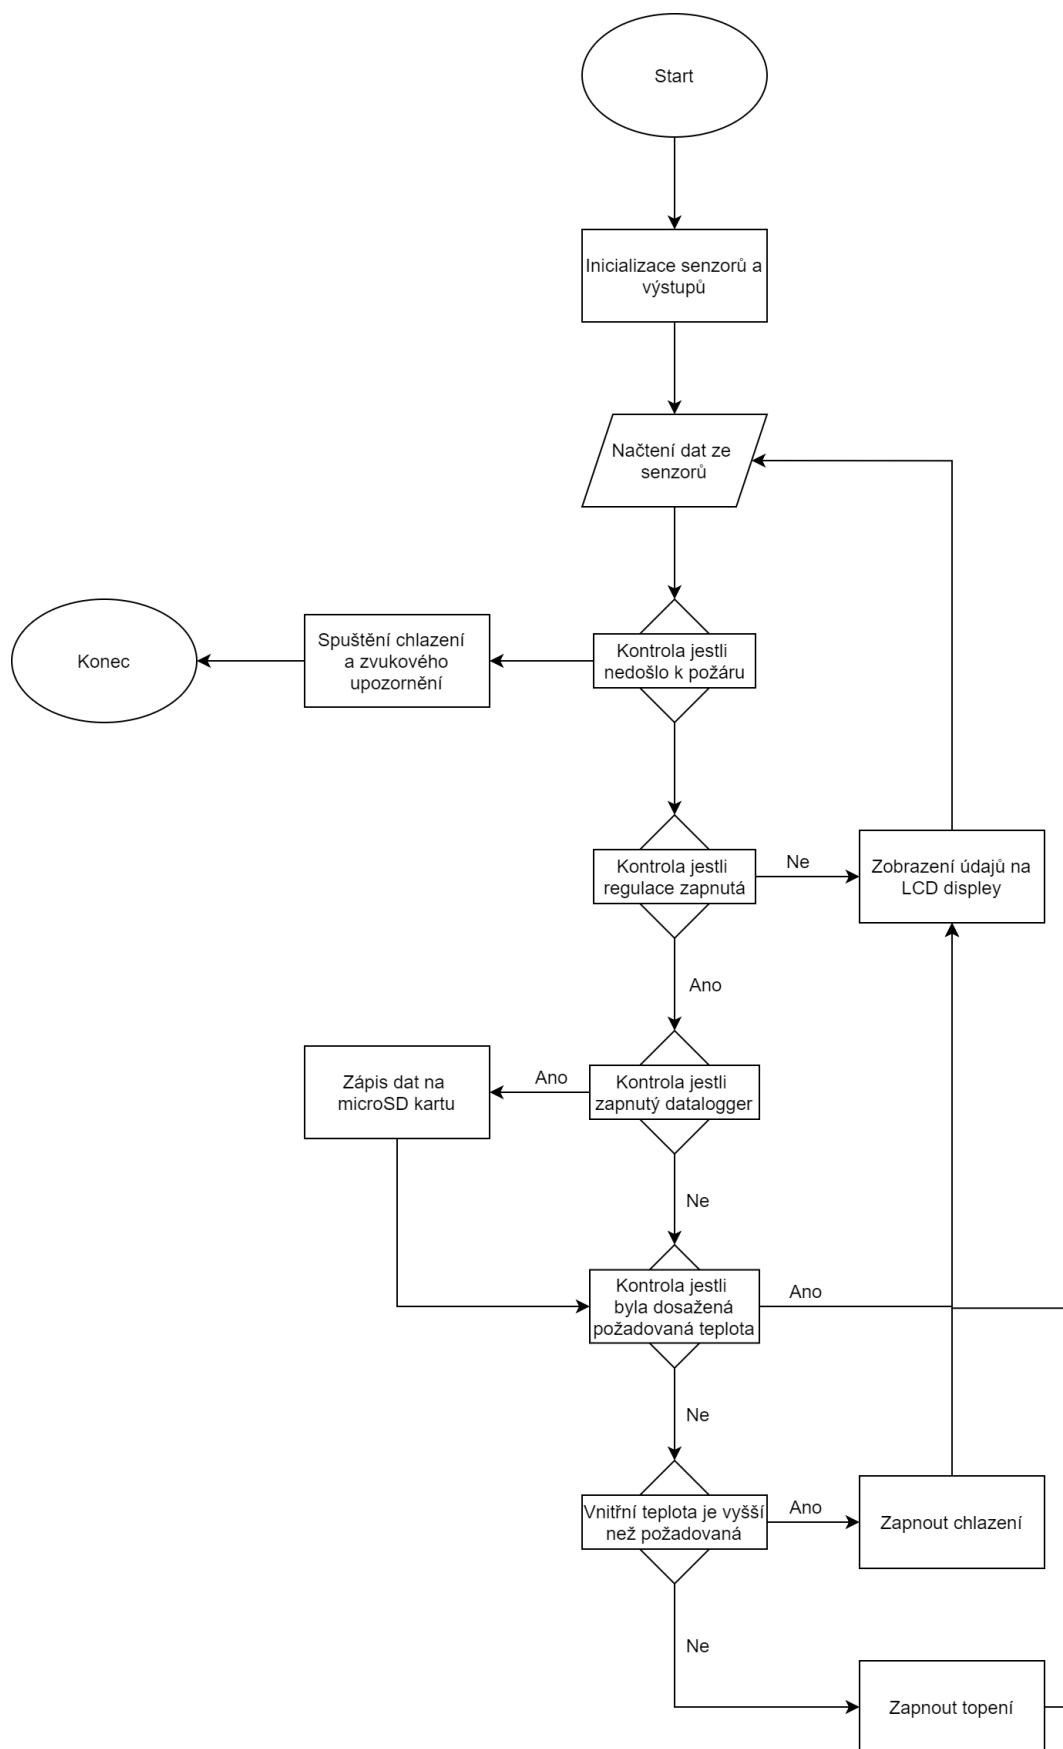 Start
Inicializace senzorů a
výstupů
Načtení dat ze
senzorů
Konec
Spuštění chlazení
a zvukového
upozornění
Kontrola jestli
nedošlo k požáru
Kontrola jestli
regulace zapnutá
Ne
Zobrazení údajů na
LCD displey
Ano
Zápis dat na
microSD kartu
Ano
Kontrola jestli
zapnutý datalogger
Ne
Kontrola jestli
byla dosažená
požadovaná teplota
Ano
Ne
Vnitřní teplota je vyšší
než požadovaná
Ano
Zapnout chlazení
Ne
Zapnout topení